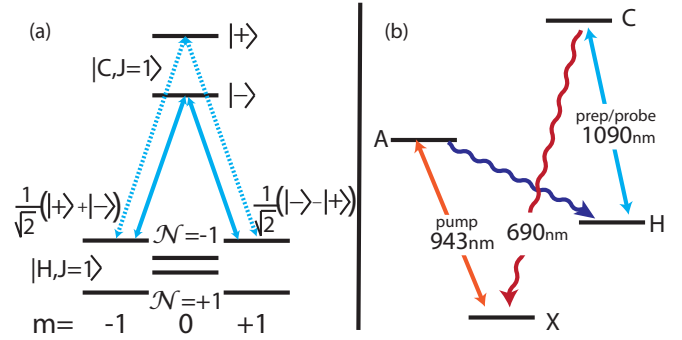 (a)
|+⟩
|C,J=1⟩
|−⟩
1/√2(|+⟩+|−⟩)
1/√2(|−⟩−|+⟩)
𝒩=-1
|H,J=1⟩
𝒩=+1
m= -1 0 +1
(b)
C
prep/probe
1090nm
A
H
pump
943nm
690nm
X